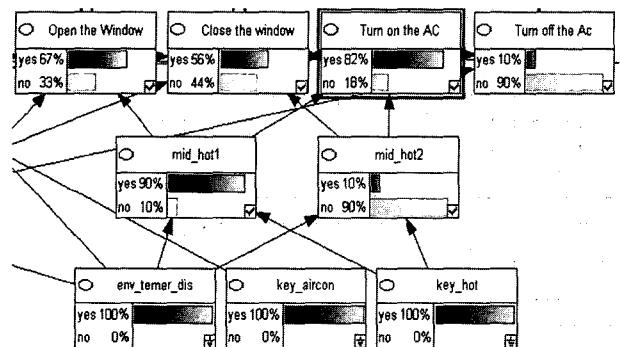 Open the Window
Close the window
Turn on the AC
Turn off the Ac
yes 67%
yes 56%
yes 82%
yes 10%
no 33%
no 44%
no 18%
no 90%
mid_hot1
mid_hot2
yes 90%
yes 10%
no 10%
no 90%
env_temer_dis
key_aircon
key_hot
yes 100%
yes 100%
yes 100%
no 0%
no 0%
no 0%